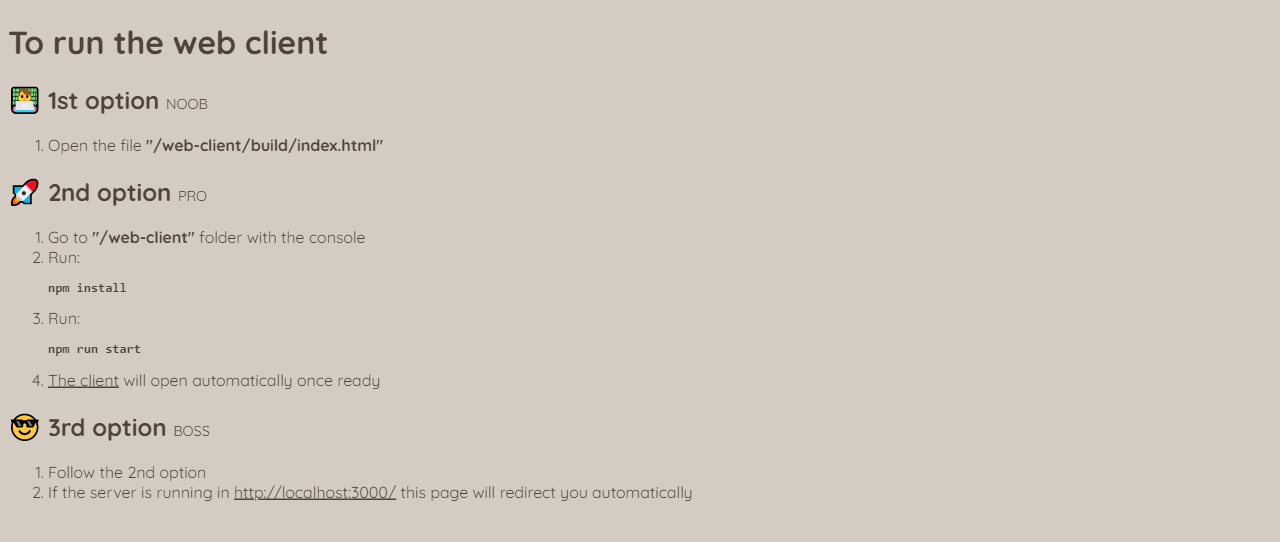 To run the web client
1st option NOOB
1. Open the file "/web-client/build/index.html"
2nd option PRO
1. Go to "/web-client" folder with the console
2. Run:
npm install
3. Run:
npm run start
4. The client will open automatically once ready
3rd option BOSS
1. Follow the 2nd option
2. If the server is running in http://localhost:3000/ this page will redirect you automatically